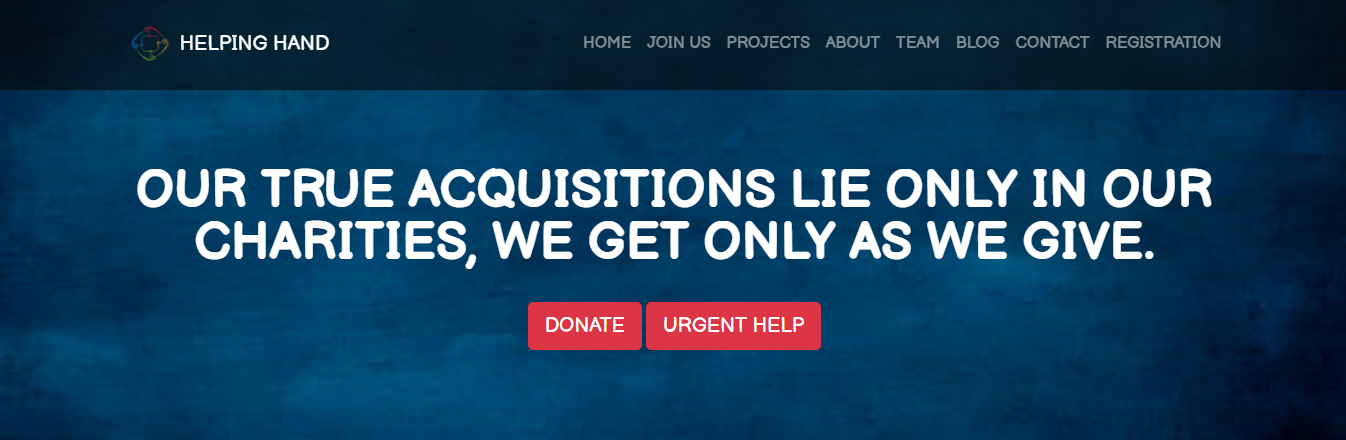 HELPING HAND
HOME JOIN US PROJECTS ABOUT TEAM BLOG CONTACT REGISTRATION
OUR TRUE ACQUISITIONS LIE ONLY IN OUR
CHARITIES, WE GET ONLY AS WE GIVE.
DONATE URGENT HELP